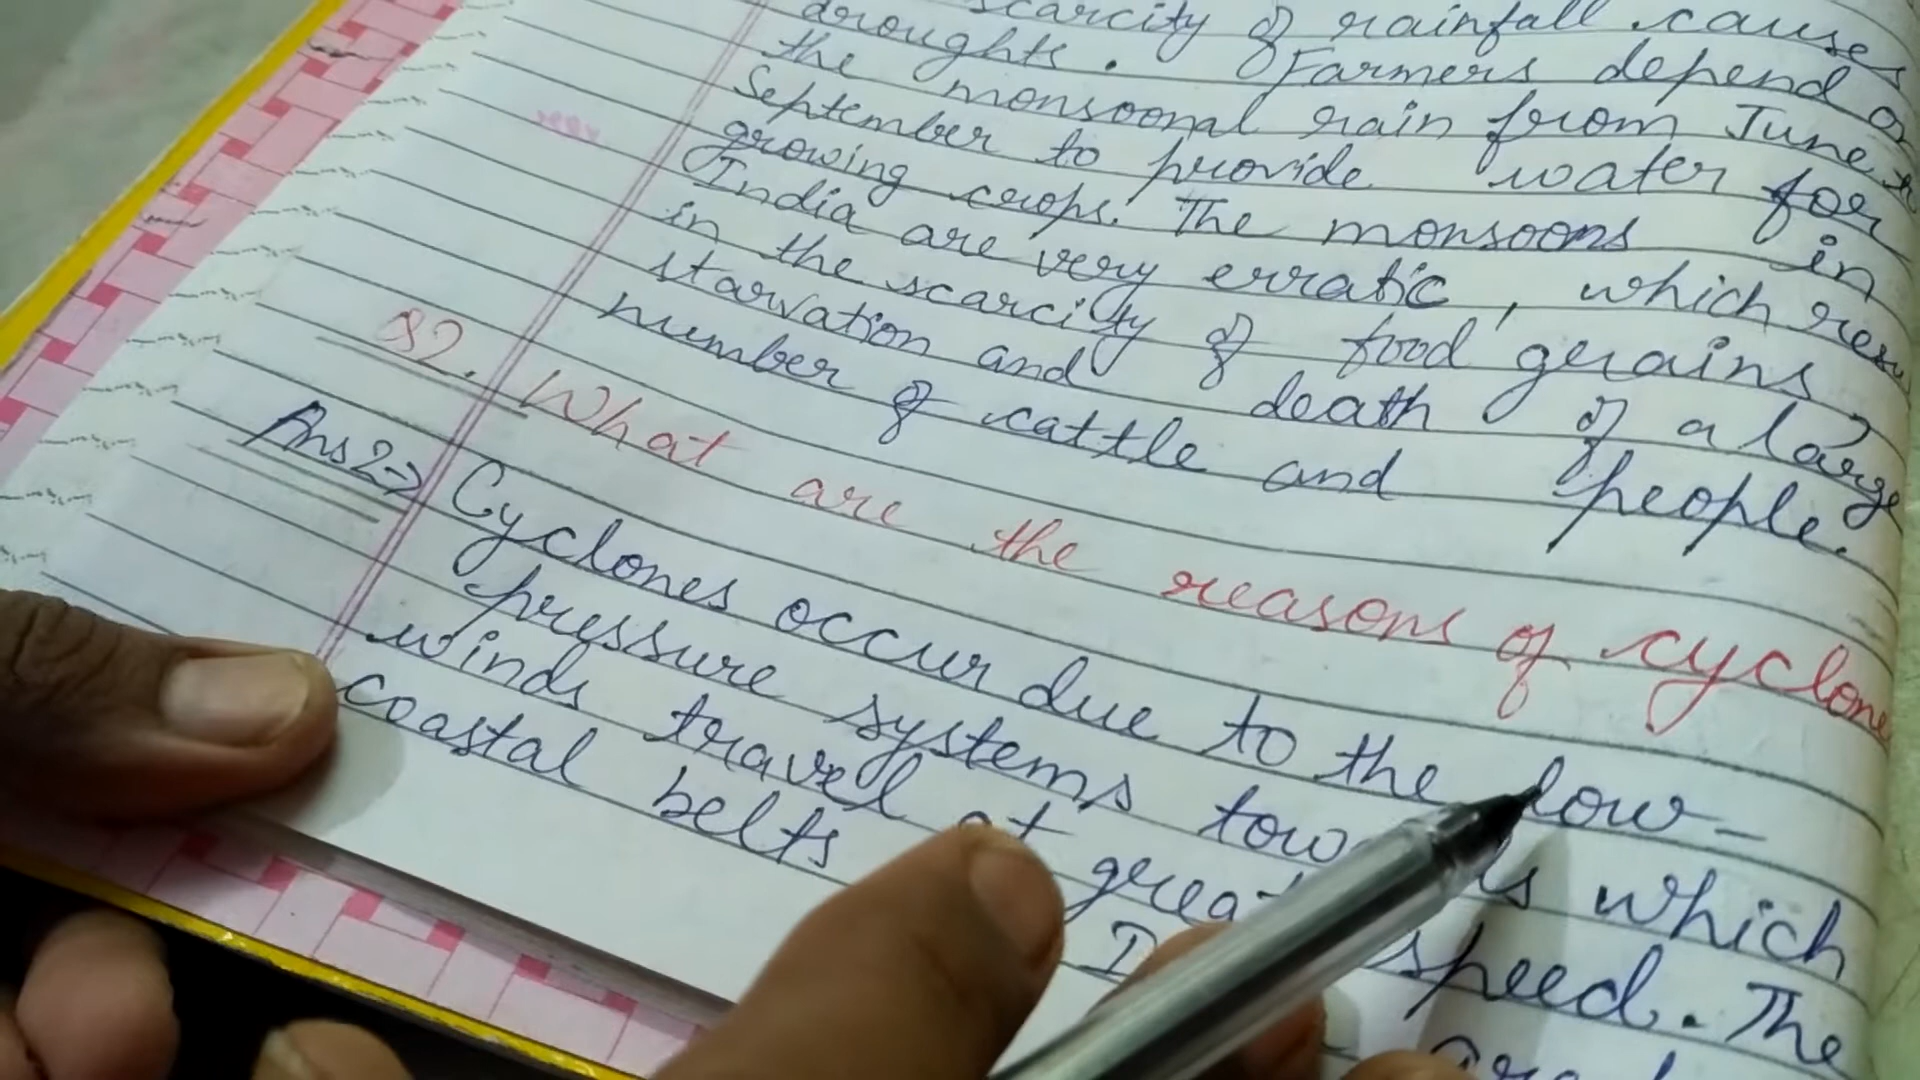 scarcity of rainfall causes
droughts. Farmers depend on
the monsoonal rain from June to
September to provide water for
growing crops. The monsoons in
India are very erratic, which resu
in the scarcity of food grains,
starvation and death of a large
number of cattle and people.
Q2. What are the reasons of cyclone
Ans2→ Cyclones occur due to the low-
pressure systems towards which
winds travel at great speed. The
coastal belts